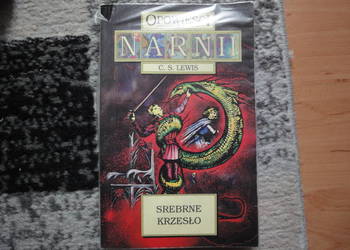 OPOWIEŚCI
NARNII
C. S. LEWIS
SREBRNE
KRZESŁO